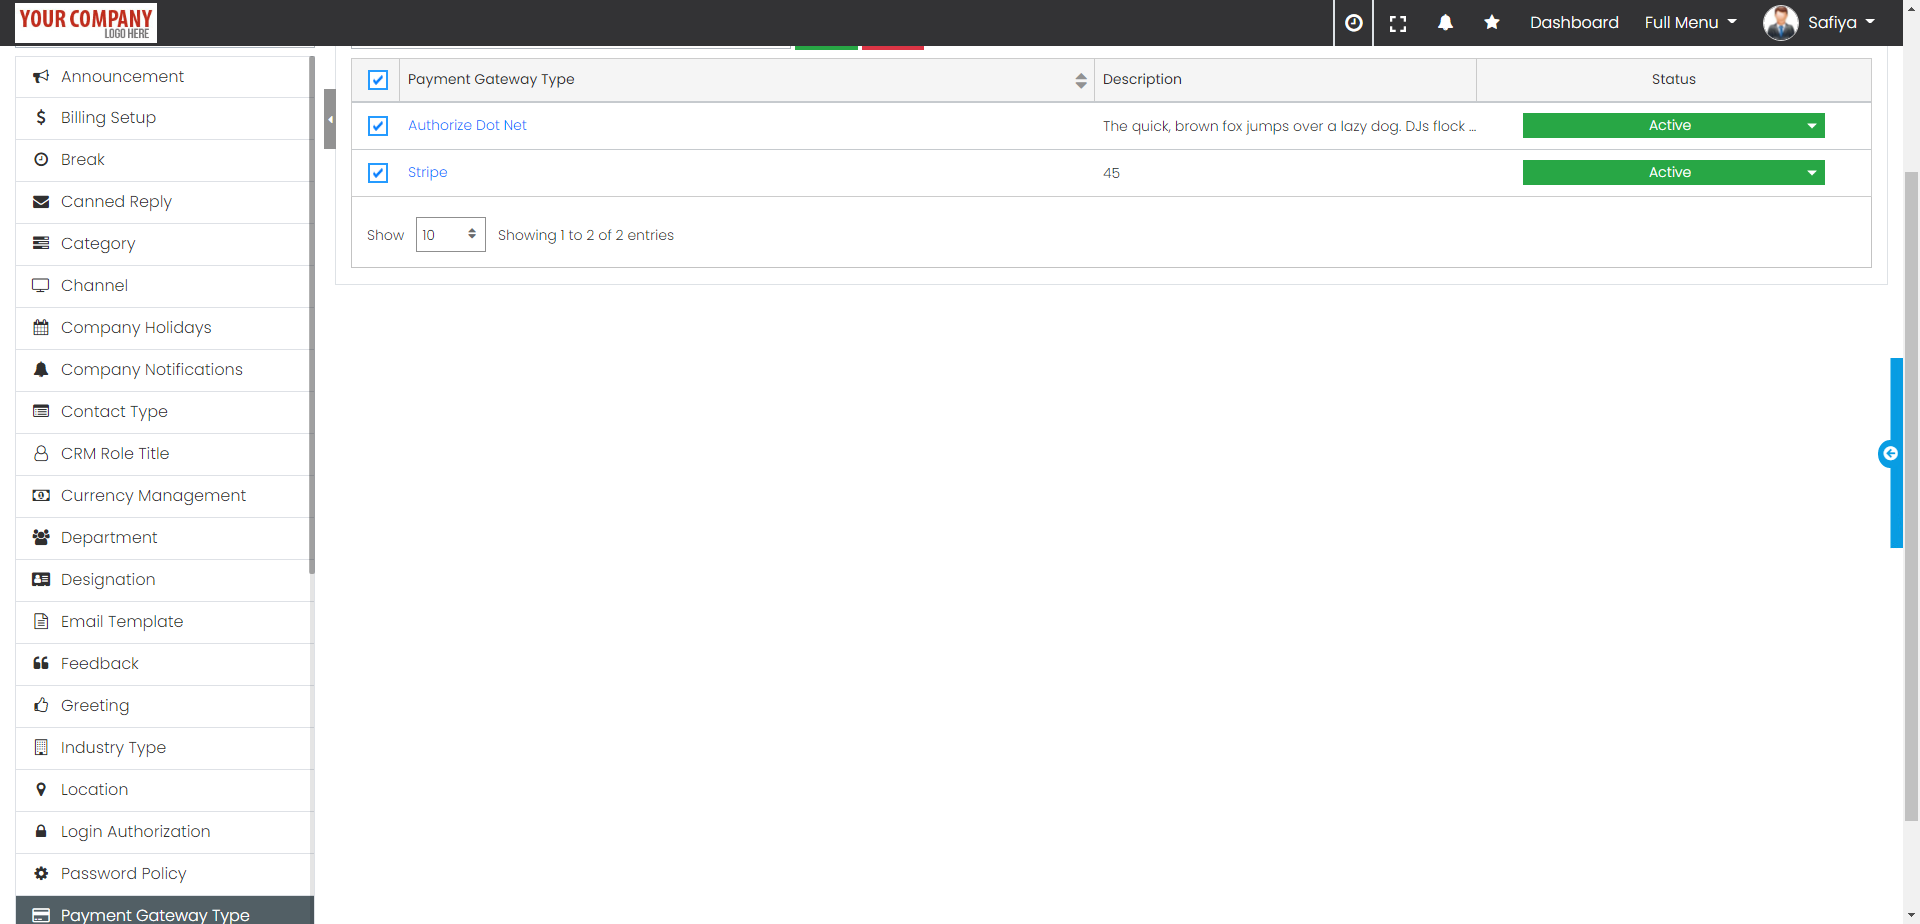 YOUR COMPANY
LOGO HERE
Dashboard
Full Menu
Safiya
Announcement
Billing Setup
Break
Canned Reply
Category
Channel
Company Holidays
Company Notifications
Contact Type
CRM Role Title
Currency Management
Department
Designation
Email Template
Feedback
Greeting
Industry Type
Location
Login Authorization
Password Policy
Payment Gateway Type
Payment Gateway Type Description Status
Authorize Dot Net The quick, brown fox jumps over a lazy dog. DJs flock ... Active
Stripe 45 Active
Show 10 Showing 1 to 2 of 2 entries